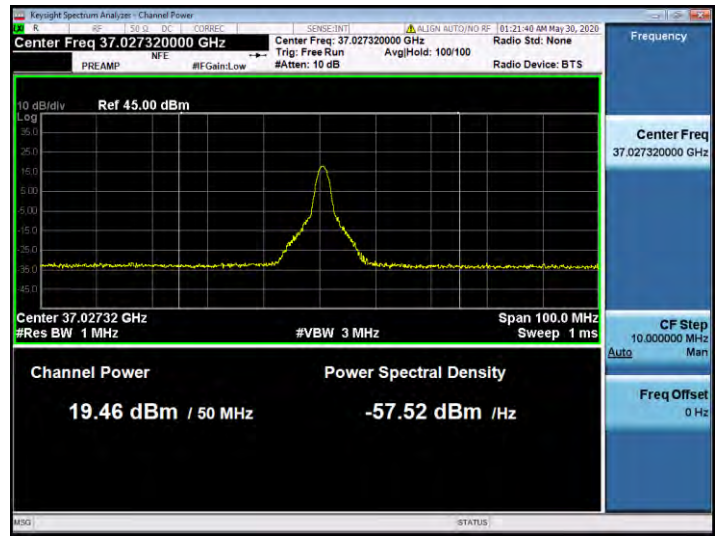 Keysight Spectrum Analyzer - Channel Power
R RF 50 Ω DC CORREC SENSE:INT ALIGN AUTO/NO RF 01:21:40 AM May 30, 2020
Center Freq 37.027320000 GHz
Center Freq: 37.027320000 GHz
Radio Std: None
NFE
Trig: Free Run Avg|Hold: 100/100
PREAMP #IFGain:Low #Atten: 10 dB Radio Device: BTS
Frequency
10 dB/div Ref 45.00 dBm
Log
35.0
25.0
15.0
5.00
-5.00
-15.0
-25.0
-35.0
-45.0
Center 37.02732 GHz Span 100.0 MHz
#Res BW 1 MHz #VBW 3 MHz Sweep 1 ms
Channel Power Power Spectral Density
19.46 dBm / 50 MHz -57.52 dBm /Hz
Center Freq
37.027320000 GHz
CF Step
10.000000 MHz
Auto Man
Freq Offset
0 Hz
MSG STATUS